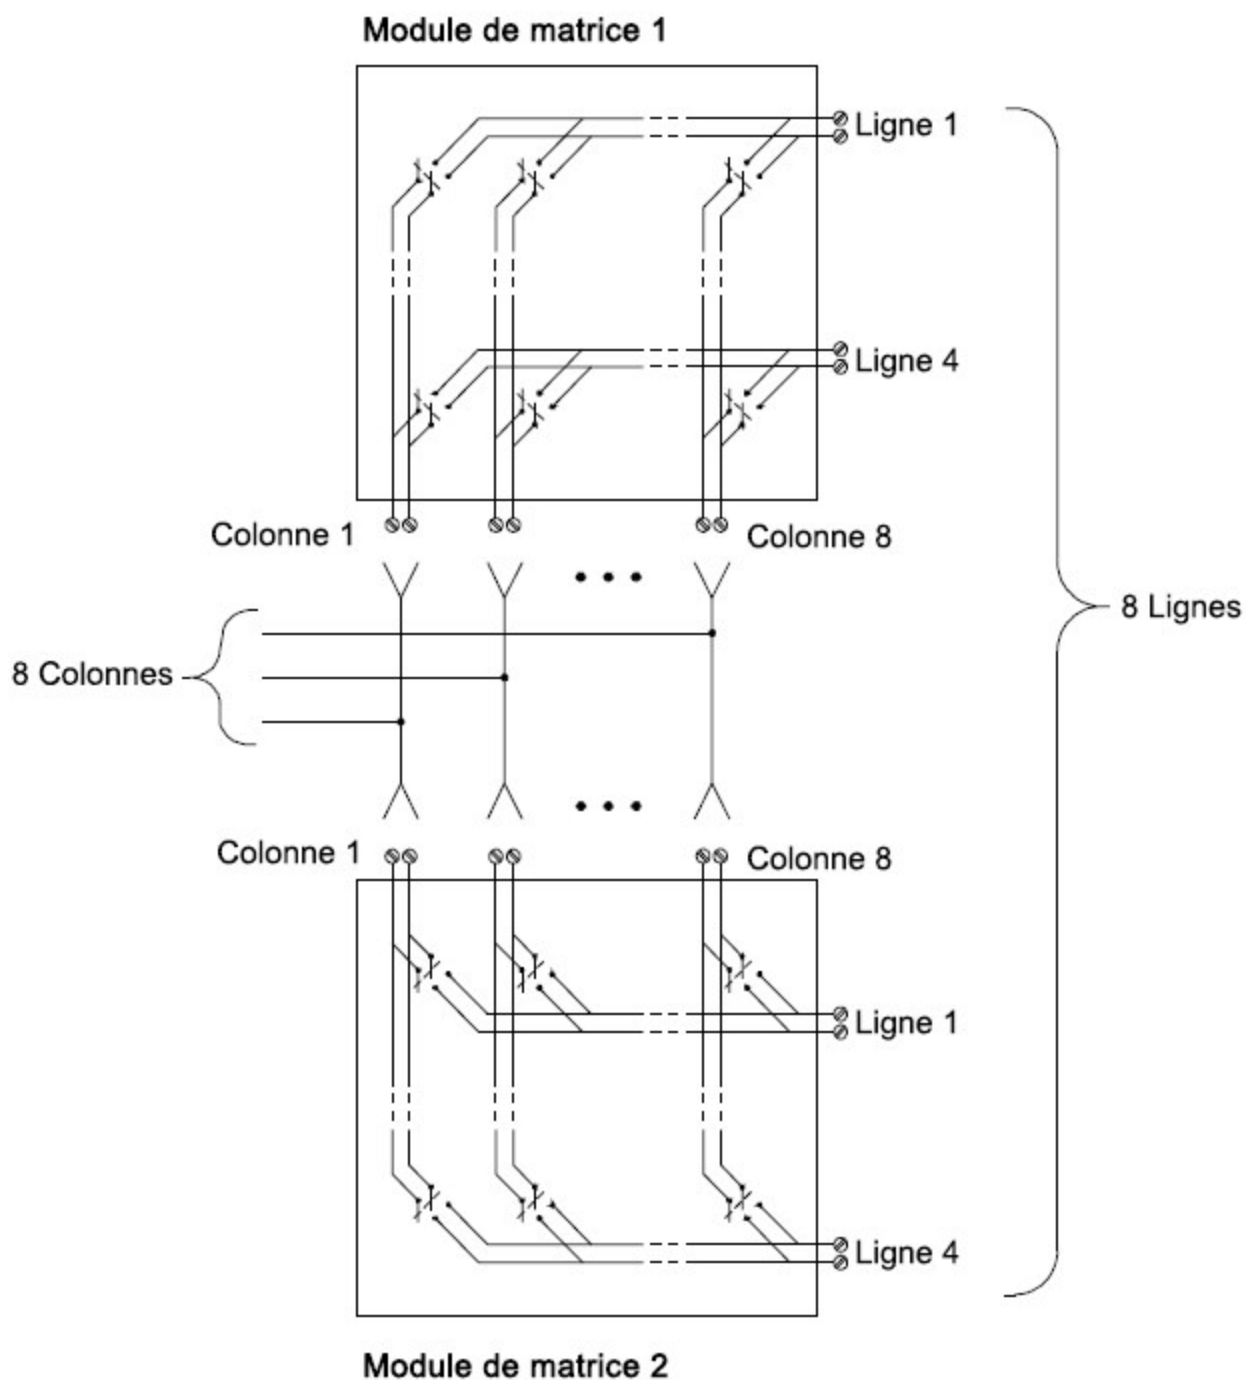 Module de matrice 1
Ligne 1
Ligne 4
Colonne 1
Colonne 8
8 Lignes
8 Colonnes
Colonne 1
Colonne 8
Ligne 1
Ligne 4
Module de matrice 2